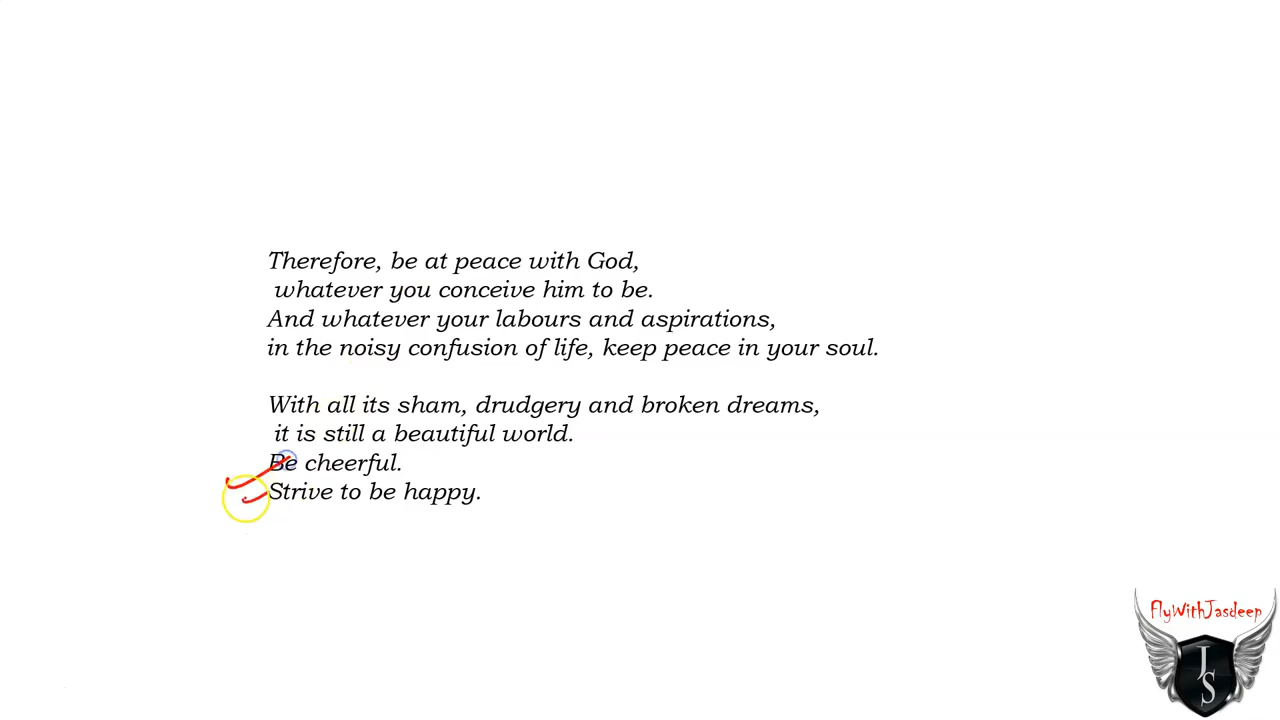 Therefore, be at peace with God,
whatever you conceive him to be.
And whatever your labours and aspirations,
in the noisy confusion of life, keep peace in your soul.
With all its sham, drudgery and broken dreams,
it is still a beautiful world.
Be cheerful.
Strive to be happy.
FlyWithJasdeep
JS